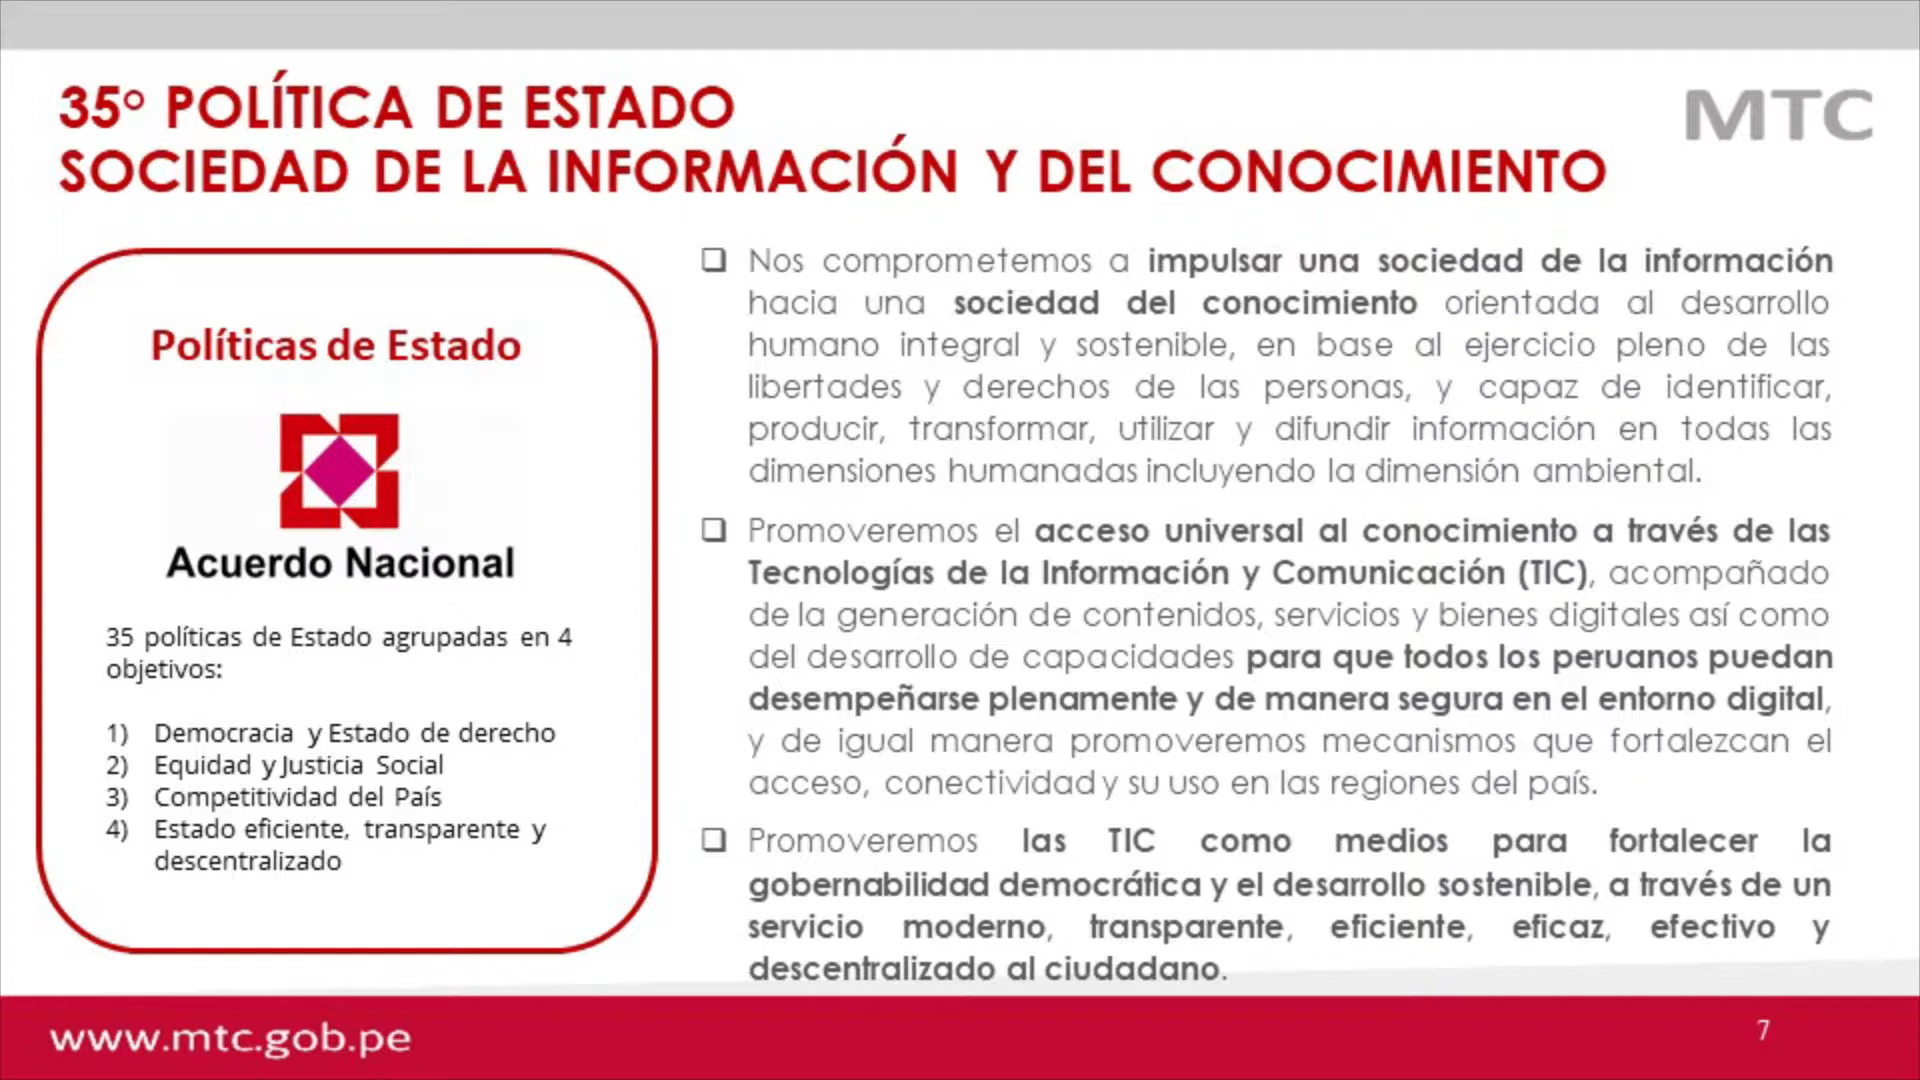 35° POLÍTICA DE ESTADO
SOCIEDAD DE LA INFORMACIÓN Y DEL CONOCIMIENTO
MTC
Políticas de Estado
Acuerdo Nacional
35 políticas de Estado agrupadas en 4
objetivos:
1) Democracia y Estado de derecho
2) Equidad y Justicia Social
3) Competitividad del País
4) Estado eficiente, transparente y
descentralizado
❑ Nos comprometemos a impulsar una sociedad de la información
hacia una sociedad del conocimiento orientada al desarrollo
humano integral y sostenible, en base al ejercicio pleno de las
libertades y derechos de las personas, y capaz de identificar,
producir, transformar, utilizar y difundir información en todas las
dimensiones humanadas incluyendo la dimensión ambiental.
❑ Promoveremos el acceso universal al conocimiento a través de las
Tecnologías de la Información y Comunicación (TIC), acompañado
de la generación de contenidos, servicios y bienes digitales así como
del desarrollo de capacidades para que todos los peruanos puedan
desempeñarse plenamente y de manera segura en el entorno digital,
y de igual manera promoveremos mecanismos que fortalezcan el
acceso, conectividad y su uso en las regiones del país.
❑ Promoveremos las TIC como medios para fortalecer la
gobernabilidad democrática y el desarrollo sostenible, a través de un
servicio moderno, transparente, eficiente, eficaz, efectivo y
descentralizado al ciudadano.
www.mtc.gob.pe
7